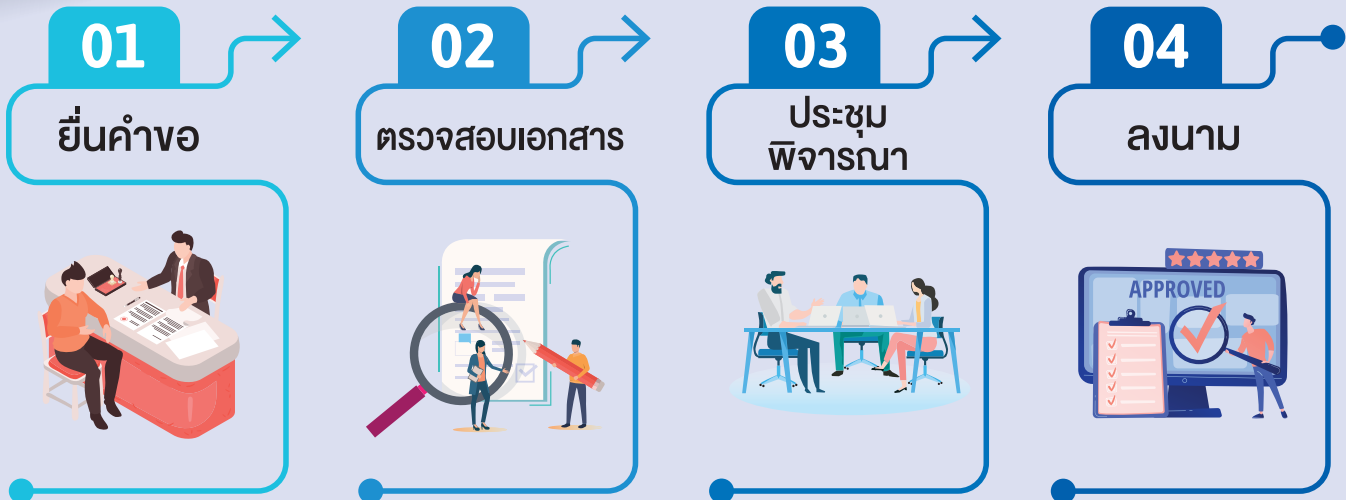 01
ยื่นคำขอ
02
ตรวจสอบเอกสาร
03
ประชุม
พิจารณา
04
ลงนาม
APPROVED